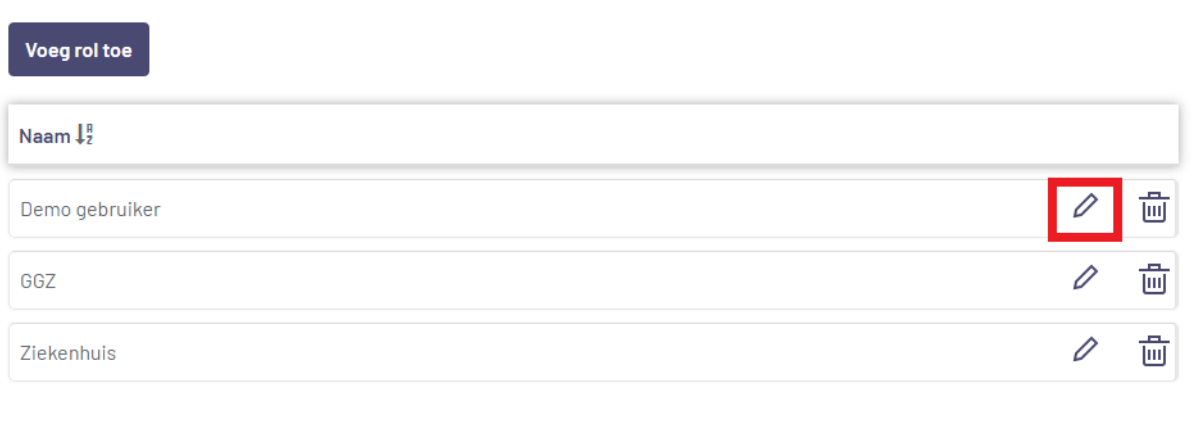 Voeg rol toe
Naam
Demo gebruiker
GGZ
Ziekenhuis